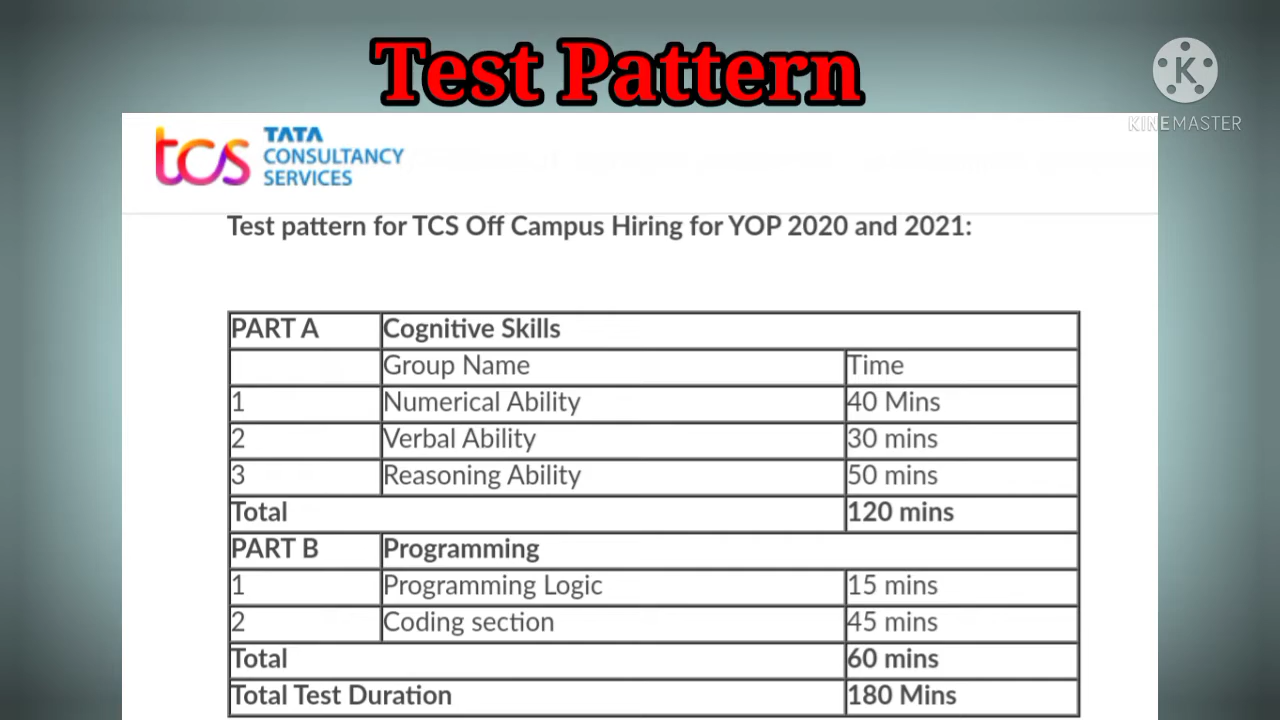 Test Pattern
K
KINEMASTER
tcs TATA
CONSULTANCY
SERVICES
Test pattern for TCS Off Campus Hiring for YOP 2020 and 2021:
PART A Cognitive Skills
Group Name Time
1 Numerical Ability 40 Mins
2 Verbal Ability 30 mins
3 Reasoning Ability 50 mins
Total 120 mins
PART B Programming
1 Programming Logic 15 mins
2 Coding section 45 mins
Total 60 mins
Total Test Duration 180 Mins